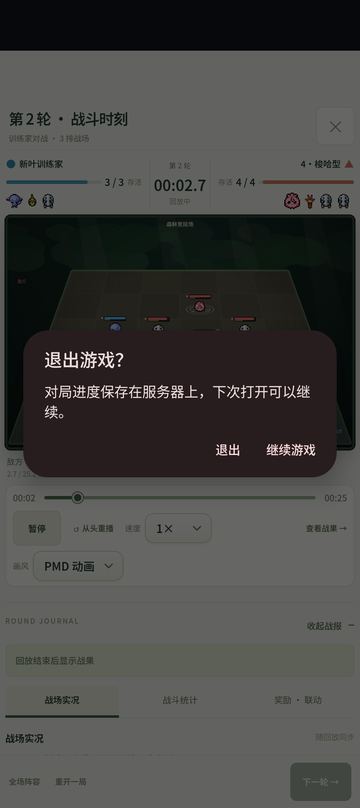 第 2 轮 · 战斗时刻
训练家对战 · 3 排战场
新叶训练家
第 2 轮
4 · 梭哈型
3 / 3 存活
00:02.7
存活 4 / 4
回放中
森林竞技场
退出游戏？
对局进度保存在服务器上，下次打开可以继
续。
退出 继续游戏
敌方
00:02
00:25
暂停
从头重播
速度
1×
查看战果 →
画风
PMD 动画
ROUND JOURNAL
收起战报 −
回放结束后显示战果
战场实况
战斗统计
奖励 · 联动
战场实况
随回放同步
全场阵容
重开一局
下一轮 →